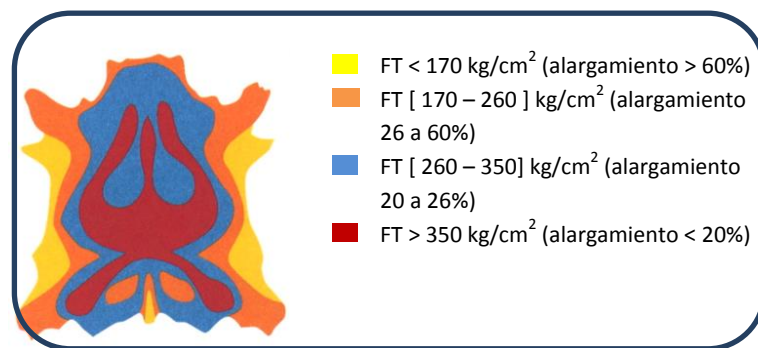 FT < 170 kg/cm² (alargamiento > 60%)
FT [ 170 – 260 ] kg/cm² (alargamiento
26 a 60%)
FT [ 260 – 350] kg/cm² (alargamiento
20 a 26%)
FT > 350 kg/cm² (alargamiento < 20%)